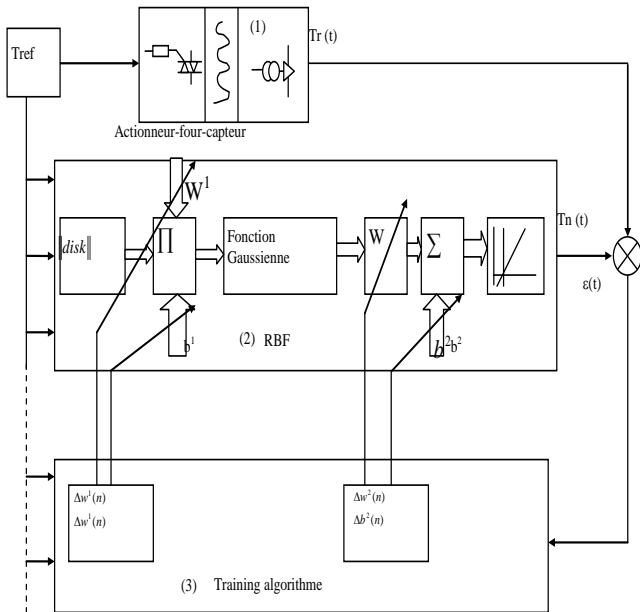 Tref
(1)
Tr (t)
Actionneur-four-capteur
W¹
‖disk‖
Π
Fonction
Gaussienne
W
Σ
Tn (t)
ε(t)
b¹
(2) RBF
b²b²
Δw¹(n)
Δw¹(n)
Δw²(n)
Δb²(n)
(3) Training algorithme